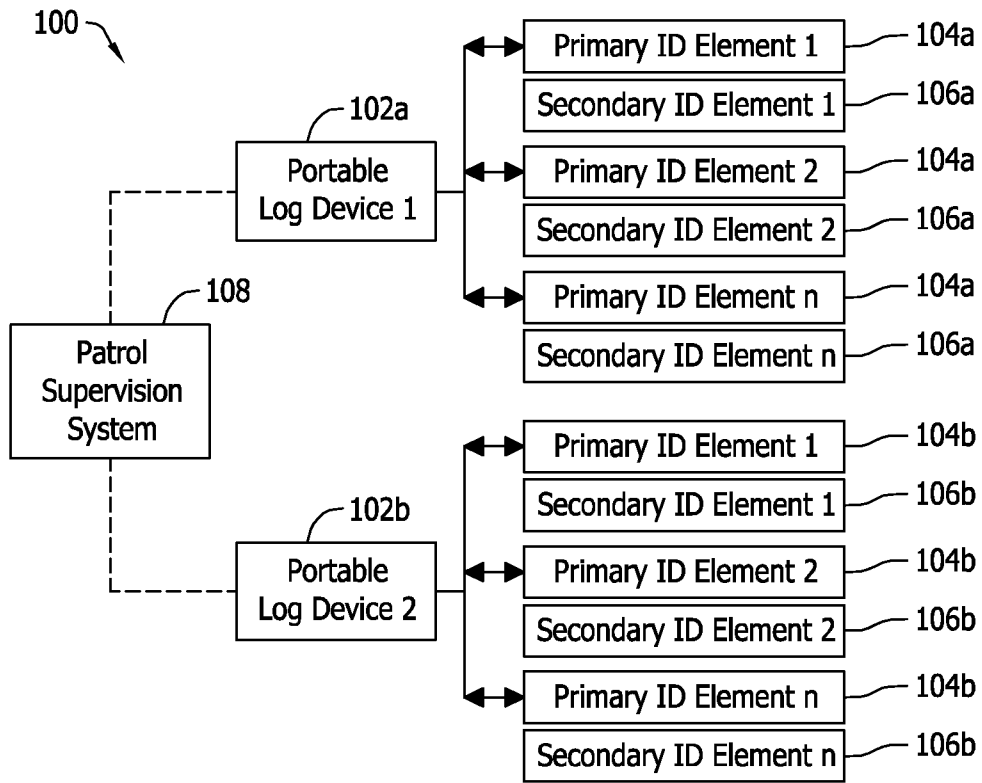 100
102a
Portable
Log Device 1
Primary ID Element 1
104a
Secondary ID Element 1
106a
Primary ID Element 2
104a
Secondary ID Element 2
106a
Primary ID Element n
104a
Secondary ID Element n
106a
108
Patrol
Supervision
System
102b
Portable
Log Device 2
Primary ID Element 1
104b
Secondary ID Element 1
106b
Primary ID Element 2
104b
Secondary ID Element 2
106b
Primary ID Element n
104b
Secondary ID Element n
106b